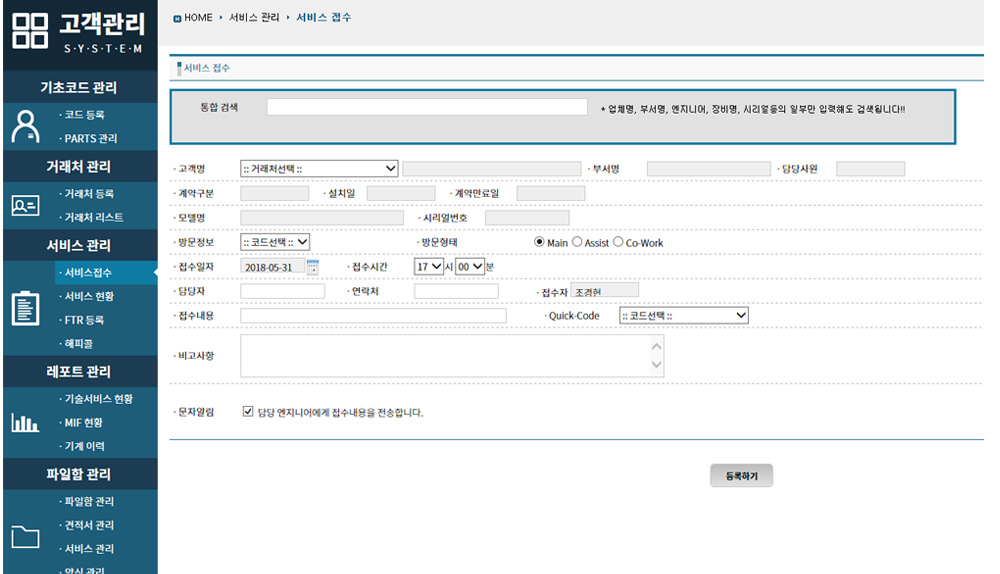 고객관리
S·Y·S·T·E·M
기초코드 관리
· 코드 등록
· PARTS 관리
거래처 관리
· 거래처 등록
· 거래처 리스트
서비스 관리
· 서비스접수
· 서비스 현황
· FTR 등록
· 해피콜
레포트 관리
· 기술서비스 현황
· MIF 현황
· 기계 이력
파일함 관리
· 파일함 관리
· 견적서 관리
· 서비스 관리
· 양식 관리
H HOME 서비스 관리 서비스 접수
서비스 접수
통합 검색 * 업체명, 부서명, 엔지니어, 장비명, 시리얼등의 일부만 입력해도 검색됩니다!!
· 고객명 :: 거래처선택 :: · 부서명 · 담당사원
· 계약구분 · 설치일 · 계약만료일
· 모델명 · 시리얼번호
· 방문정보 :: 코드선택 :: · 방문형태 Main Assist Co-Work
· 접수일자 2018-05-31 · 접수시간 17 시 00 분
· 담당자 · 연락처 · 접수자 조경현
· 접수내용 · Quick-Code :: 코드선택 ::
· 비고사항
· 문자알림 담당 엔지니어에게 접수내용을 전송합니다.
등록하기